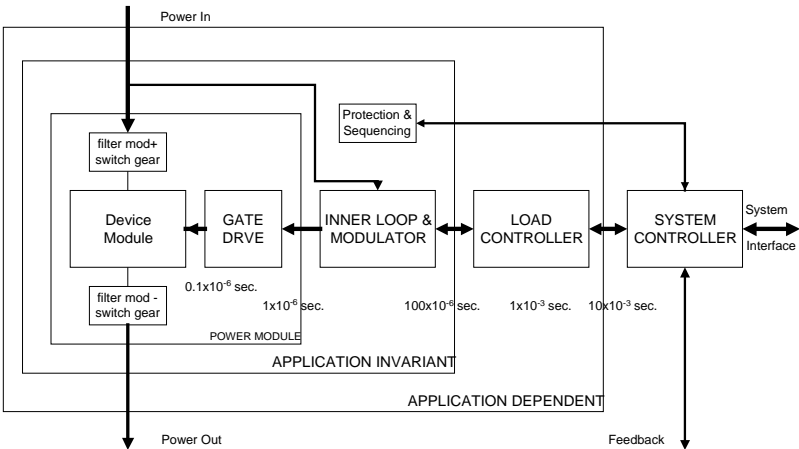 Power In
Protection &
Sequencing
filter mod+
switch gear
Device
Module
GATE
DRVE
INNER LOOP &
MODULATOR
LOAD
CONTROLLER
SYSTEM
CONTROLLER
System
Interface
0.1x10-6 sec.
1x10-6 sec.
100x10-6 sec.
1x10-3 sec.
10x10-3 sec.
filter mod -
switch gear
POWER MODULE
APPLICATION INVARIANT
APPLICATION DEPENDENT
Power Out
Feedback